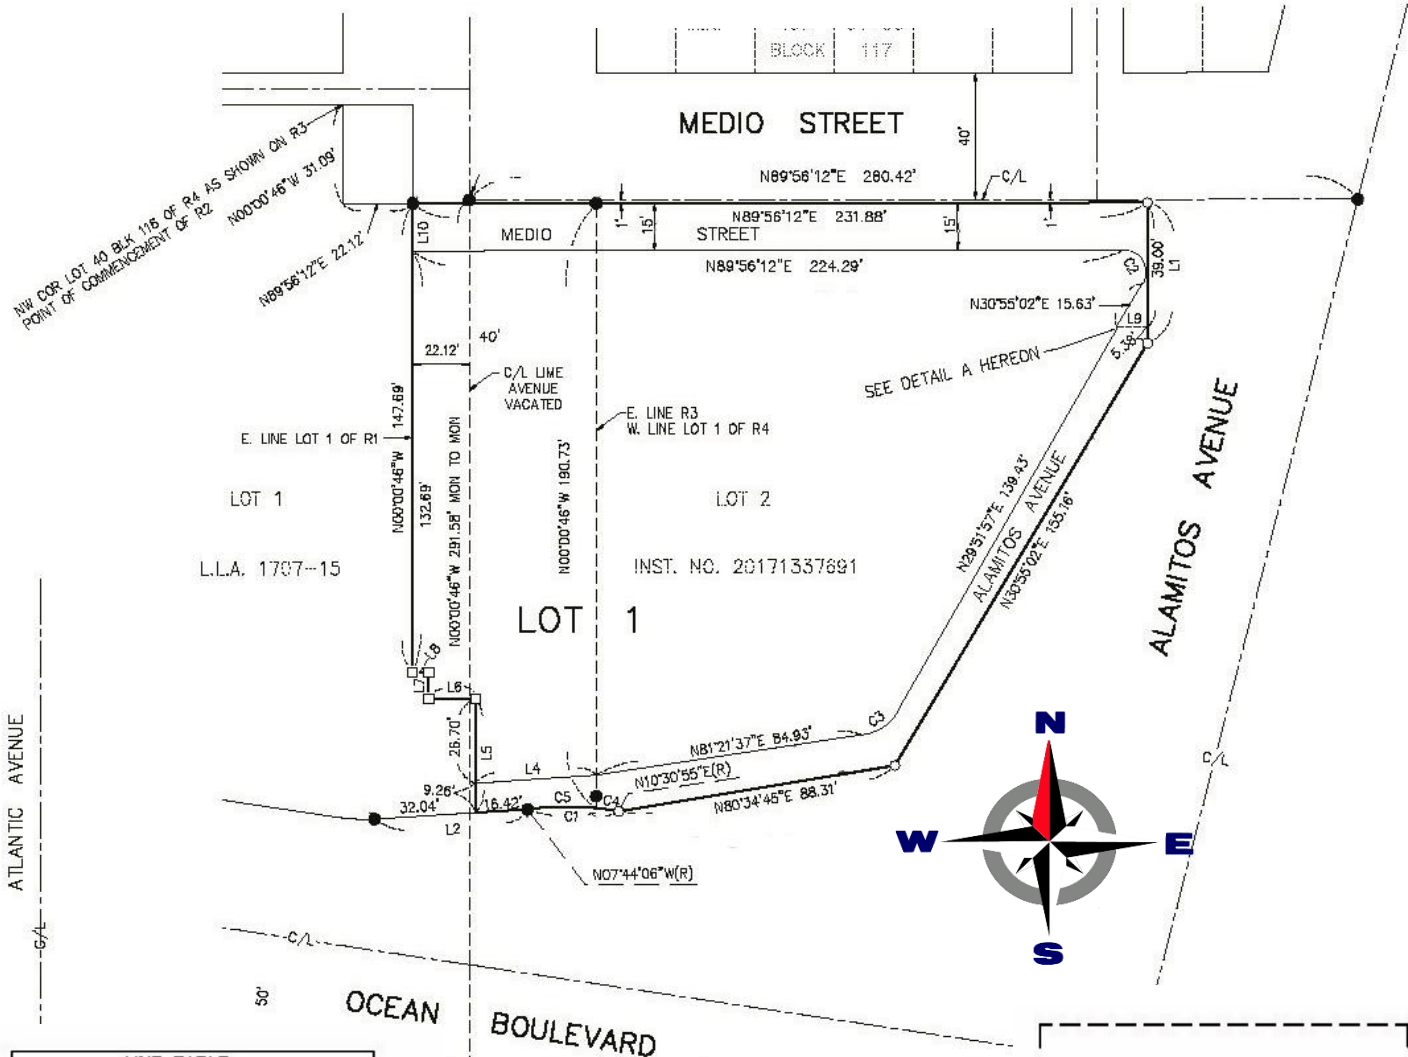 BLOCK 117
MEDIO STREET
40'
NW COR LOT 40 BLK 116 OF R4 AS SHOWN ON R3
POINT OF COMMENCEMENT OF R2
N00°00'46"W 31.09'
N89°56'12"E 22.12'
N89°56'12"E 280.42'
C/L
N89°56'12"E 231.88'
1'
15'
15'
1'
L10
MEDIO STREET
N89°56'12"E 224.29'
C2
39.00'
L1
N30°55'02"E 15.63'
L9
5.38'
SEE DETAIL A HEREON
40'
22.12'
C/L LIME
AVENUE
VACATED
E. LINE R3
W. LINE LOT 1 OF R4
E. LINE LOT 1 OF R1
N00°00'46"W 147.69'
132.69'
N00°00'46"W 291.58' MON TO MON
N00°00'46"W 190.73'
LOT 1
L.L.A. 1707-15
LOT 2
INST. NO. 20171337691
LOT 1
N29°51'57"E 139.43'
ALAMITOS AVENUE
N30°55'02"E 155.16'
ALAMITOS AVENUE
L8
L7
L6
26.70'
L5
L4
9.26'
32.04'
16.42'
L2
C5
C4
C1
N81°21'37"E 84.93'
C3
N10°30'55"E(R)
N80°34'45"E 88.31'
N07°44'06"W(R)
ATLANTIC AVENUE
C/L
C/L
C/L
50'
OCEAN BOULEVARD
N
W
E
S